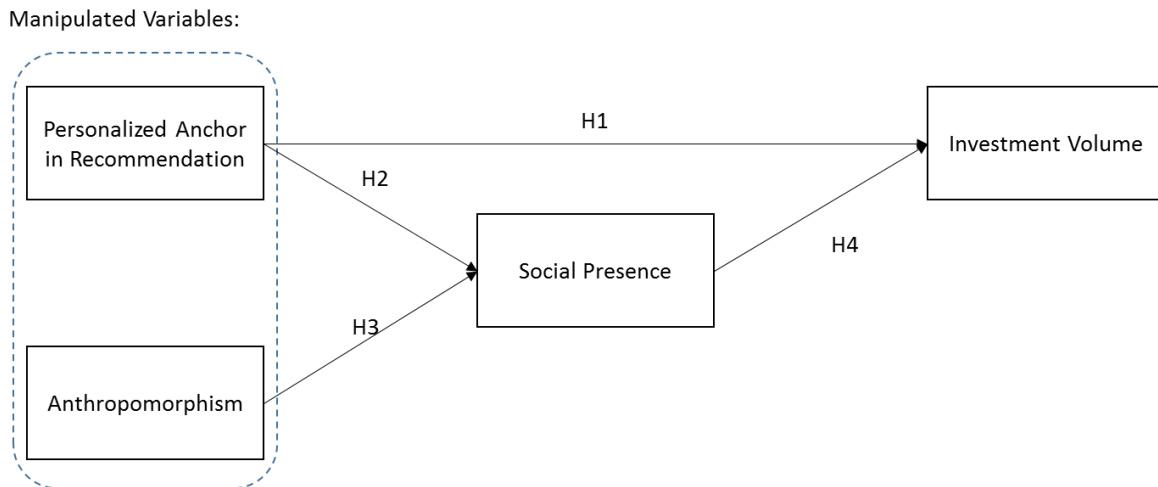 Manipulated Variables:
Personalized Anchor
in Recommendation
H1
Investment Volume
H2
Social Presence
H4
H3
Anthropomorphism